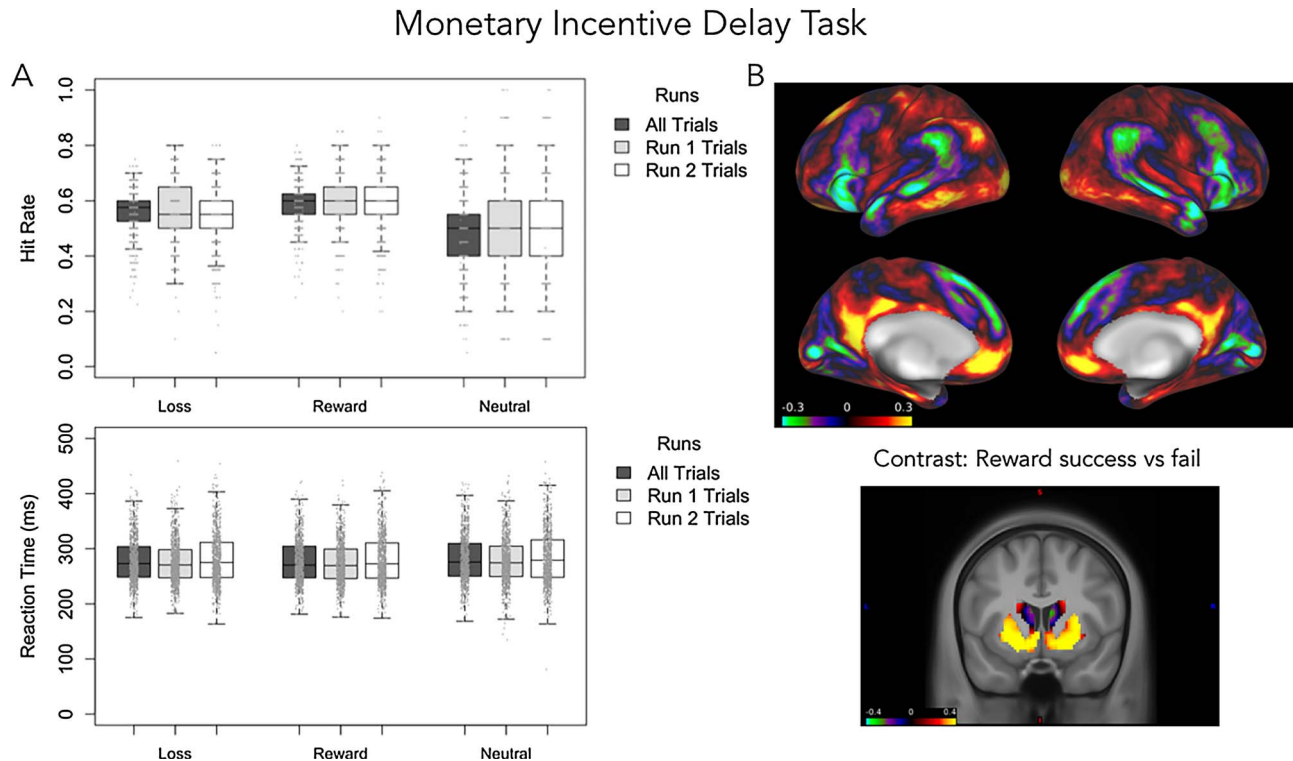 Monetary Incentive Delay Task
A
B
Hit Rate
1.0
0.8
0.6
0.4
0.2
0.0
Loss
Reward
Neutral
Runs
All Trials
Run 1 Trials
Run 2 Trials
-0.3
0
0.3
Contrast: Reward success vs fail
Reaction Time (ms)
500
400
300
200
100
0
Loss
Reward
Neutral
Runs
All Trials
Run 1 Trials
Run 2 Trials
S
-0.4
0
0.4